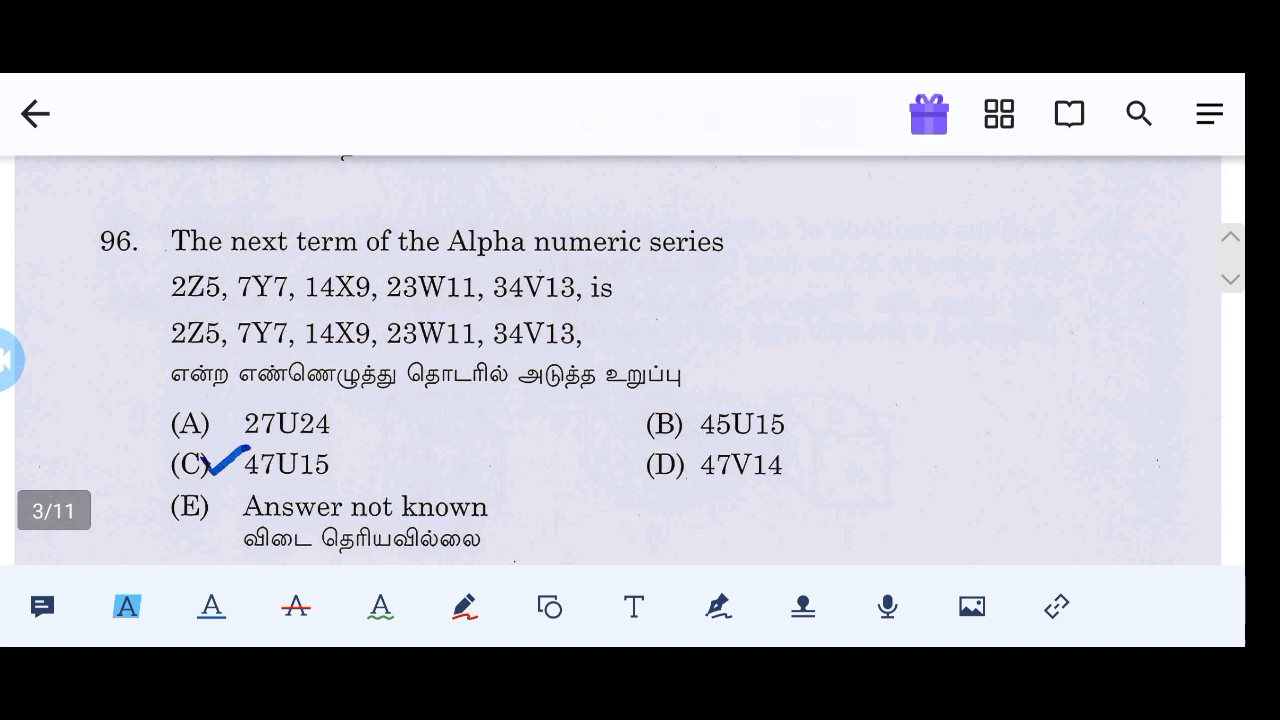 96. The next term of the Alpha numeric series
2Z5, 7Y7, 14X9, 23W11, 34V13, is
2Z5, 7Y7, 14X9, 23W11, 34V13,
என்ற எண்ணெழுத்து தொடரில் அடுத்த உறுப்பு
(A) 27U24 (B) 45U15
(C) 47U15 (D) 47V14
(E) Answer not known
விடை தெரியவில்லை
3/11